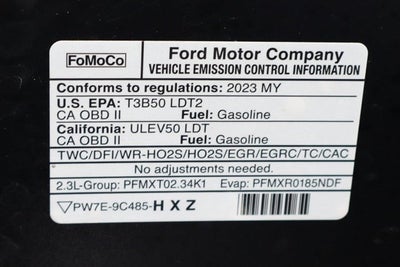 FoMoCo
Ford Motor Company
VEHICLE EMISSION CONTROL INFORMATION
Conforms to regulations: 2023 MY
U.S. EPA: T3B50 LDT2
CA OBD II Fuel: Gasoline
California: ULEV50 LDT
CA OBD II Fuel: Gasoline
TWC/DFI/WR-HO2S/HO2S/EGR/EGRC/TC/CAC
No adjustments needed.
2.3L-Group: PFMXT02.34K1 Evap: PFMXR0185NDF
PW7E-9C485-HXZ